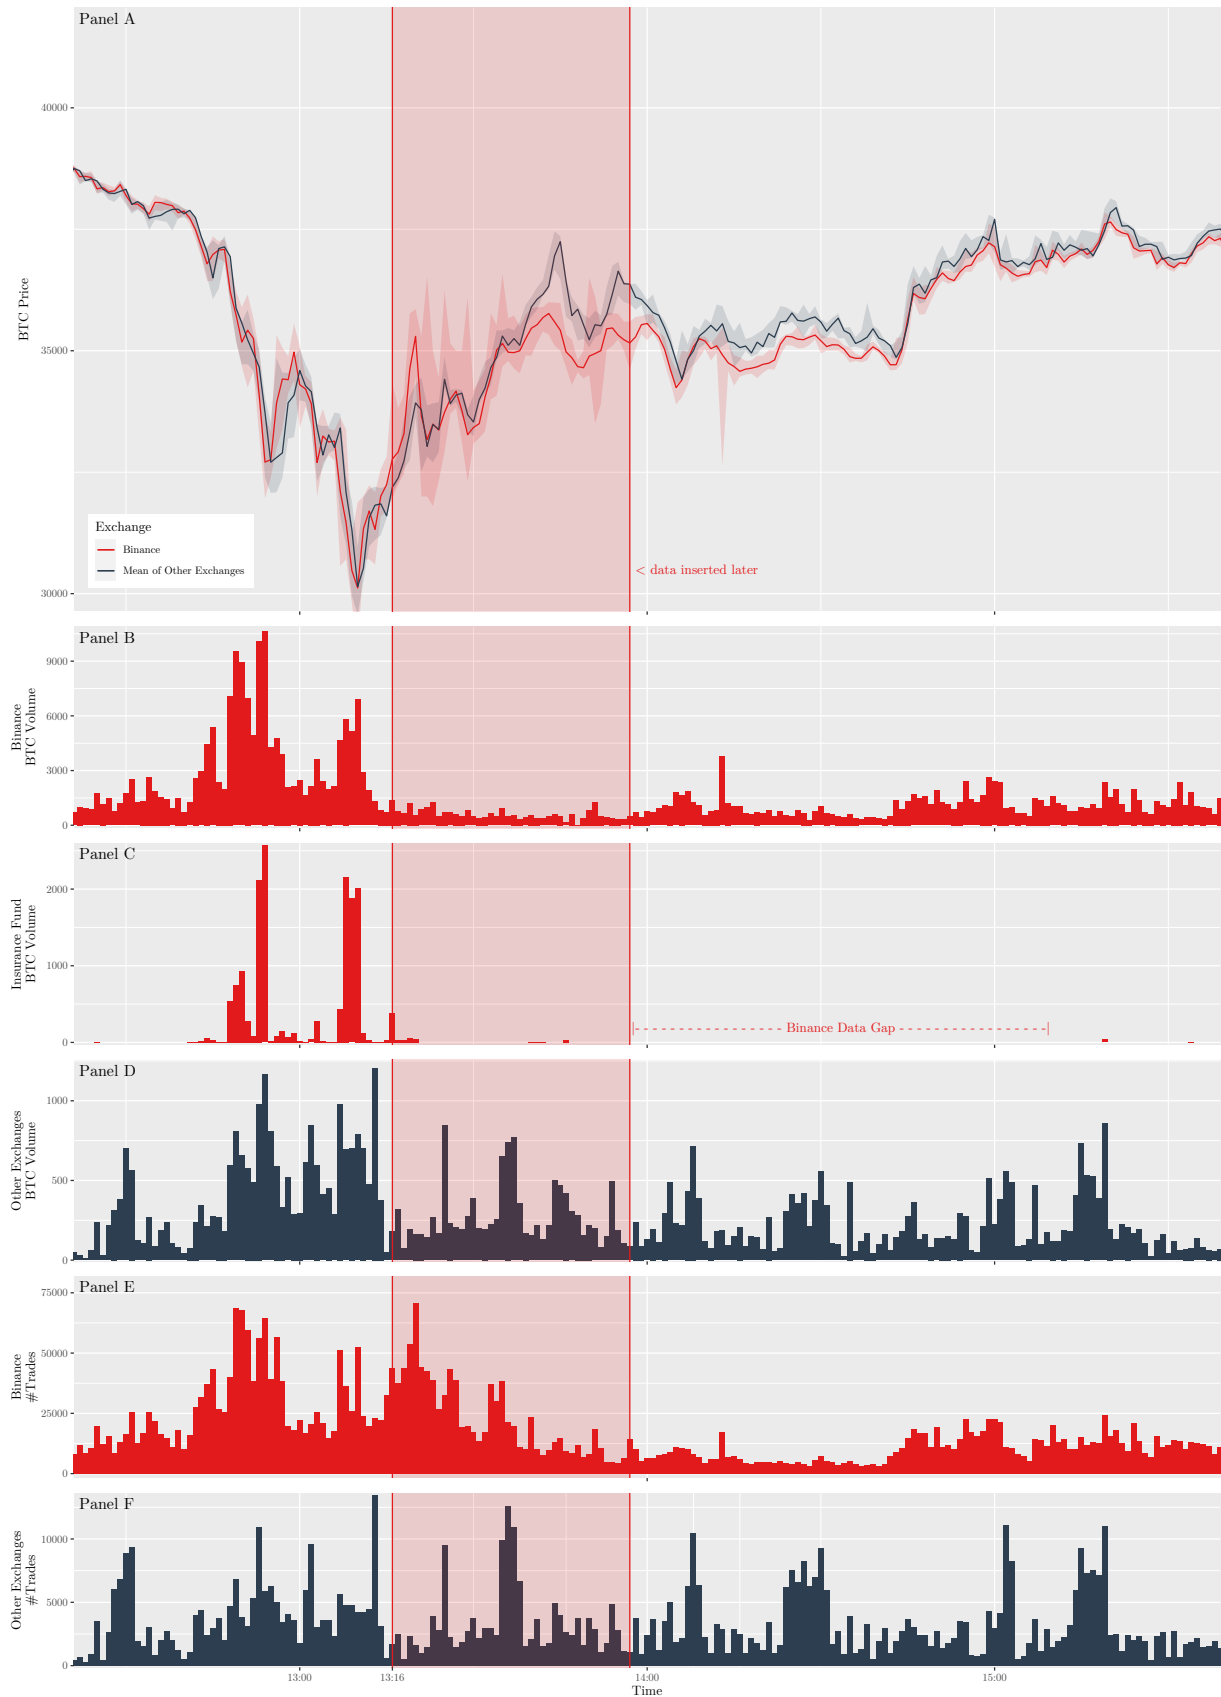 Panel A
40000
35000
30000
BTC Price
Exchange
Binance
Mean of Other Exchanges
< data inserted later
Panel B
9000
6000
3000
0
Binance
BTC Volume
Panel C
2000
1000
0
Insurance Fund
BTC Volume
Binance Data Gap
Panel D
1000
500
0
Other Exchanges
BTC Volume
Panel E
75000
50000
25000
0
Binance
#Trades
Panel F
10000
5000
0
Other Exchanges
#Trades
13:00
13:16
14:00
15:00
Time